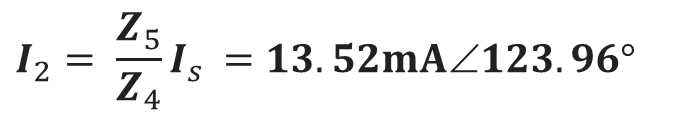 I₂ = Z₅/Z₄ Iₛ = 13.52mA∠123.96°